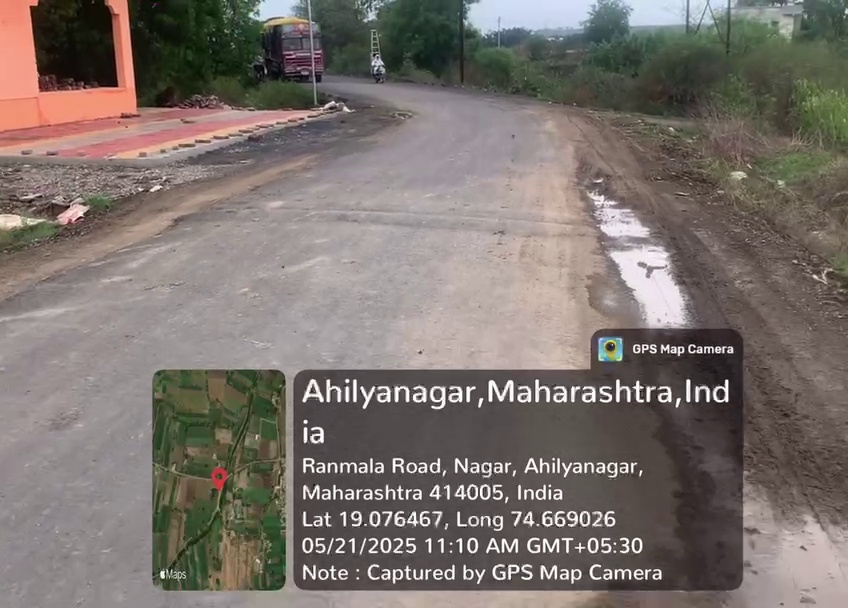 GPS Map Camera
Ahilyanagar,Maharashtra,Ind
ia
Ranmala Road, Nagar, Ahilyanagar,
Maharashtra 414005, India
Lat 19.076467, Long 74.669026
05/21/2025 11:10 AM GMT+05:30
Note : Captured by GPS Map Camera
Maps